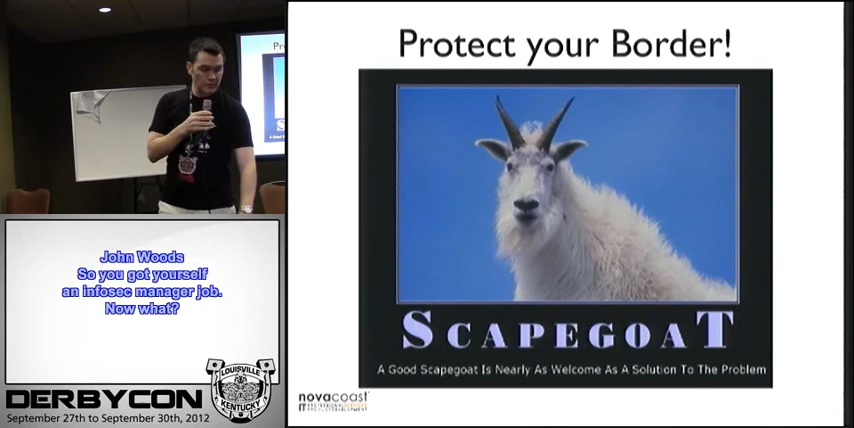 Protect your Border!
SCAPEGOAT
A Good Scapegoat Is Nearly As Welcome As A Solution To The Problem
novacoast
John Woods
So you got yourself
an infosec manager job.
Now what?
LOUISVILLE
KENTUCKY
DERBYCON
September 27th to September 30th, 2012